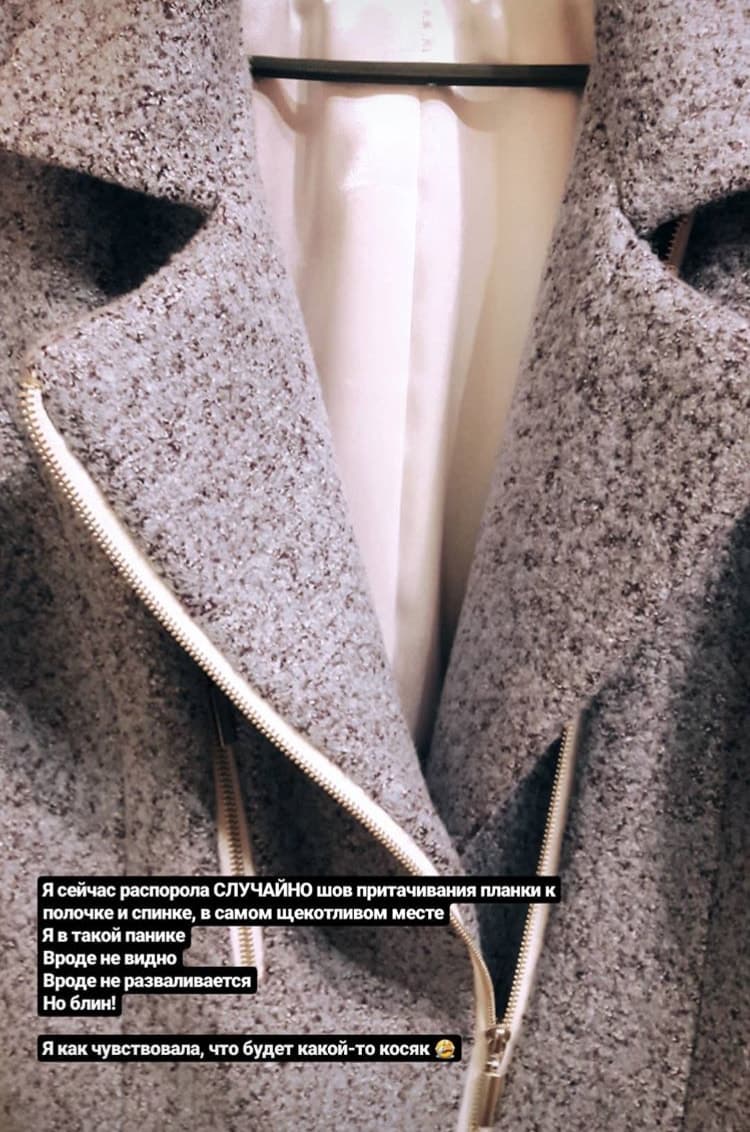 Я сейчас распорола СЛУЧАЙНО шов притачивания планки к
полочке и спинке, в самом щекотливом месте
Я в такой панике
Вроде не видно
Вроде не разваливается
Но блин!
Я как чувствовала, что будет какой-то косяк 🤦